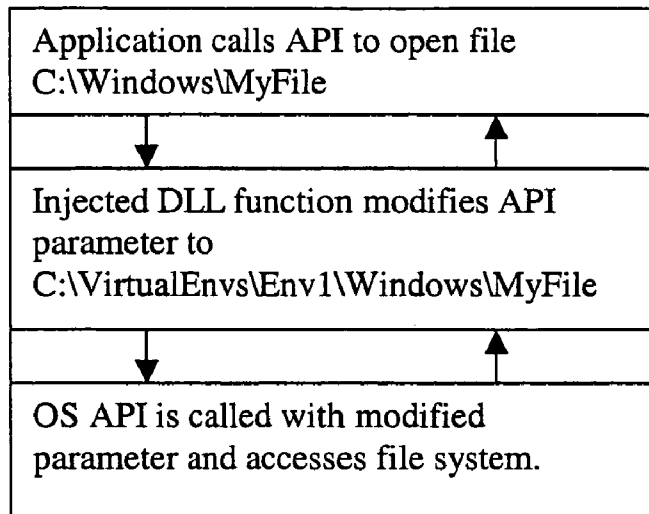 Application calls API to open file
C:\Windows\MyFile
Injected DLL function modifies API
parameter to
C:\VirtualEnvs\Env1\Windows\MyFile
OS API is called with modified
parameter and accesses file system.